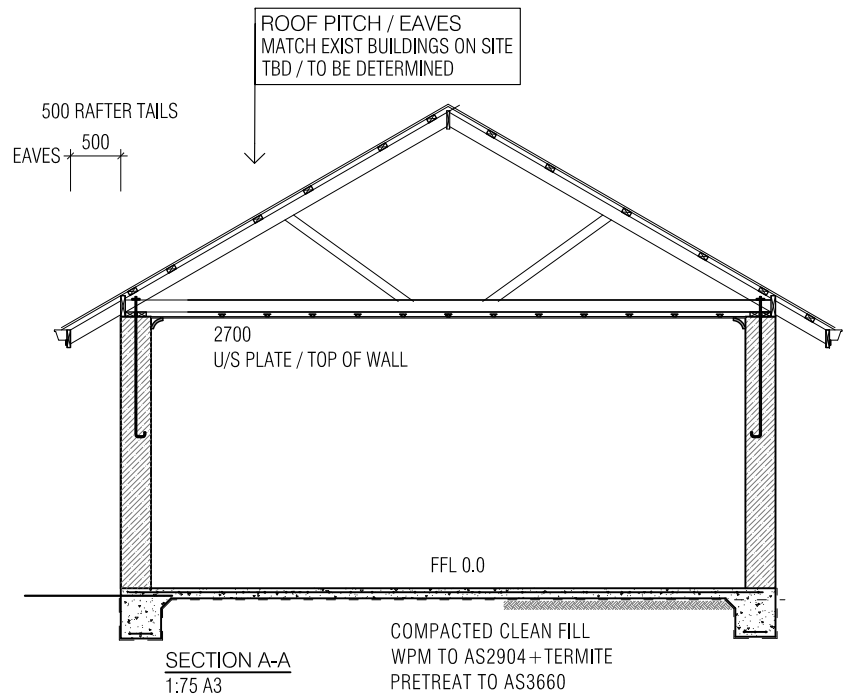 ROOF PITCH / EAVES
MATCH EXIST BUILDINGS ON SITE
TBD / TO BE DETERMINED
500 RAFTER TAILS
EAVES 500
2700
U/S PLATE / TOP OF WALL
FFL 0.0
COMPACTED CLEAN FILL
WPM TO AS2904+TERMITE
PRETREAT TO AS3660
SECTION A-A
1:75 A3